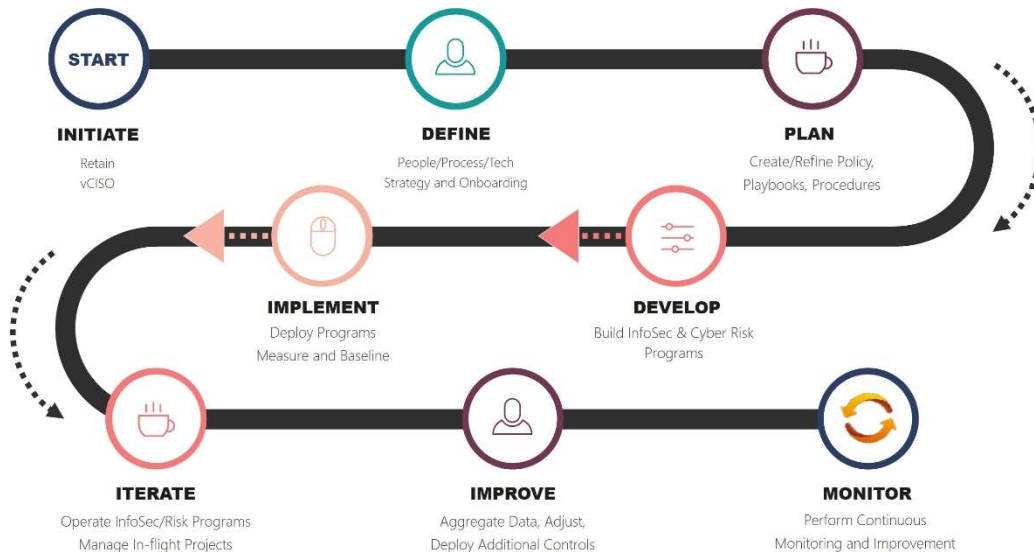 START
INITIATE
Retain
vCISO
DEFINE
People/Process/Tech
Strategy and Onboarding
PLAN
Create/Refine Policy,
Playbooks, Procedures
DEVELOP
Build InfoSec & Cyber Risk
Programs
IMPLEMENT
Deploy Programs
Measure and Baseline
ITERATE
Operate InfoSec/Risk Programs
Manage In-flight Projects
IMPROVE
Aggregate Data, Adjust,
Deploy Additional Controls
MONITOR
Perform Continuous
Monitoring and Improvement